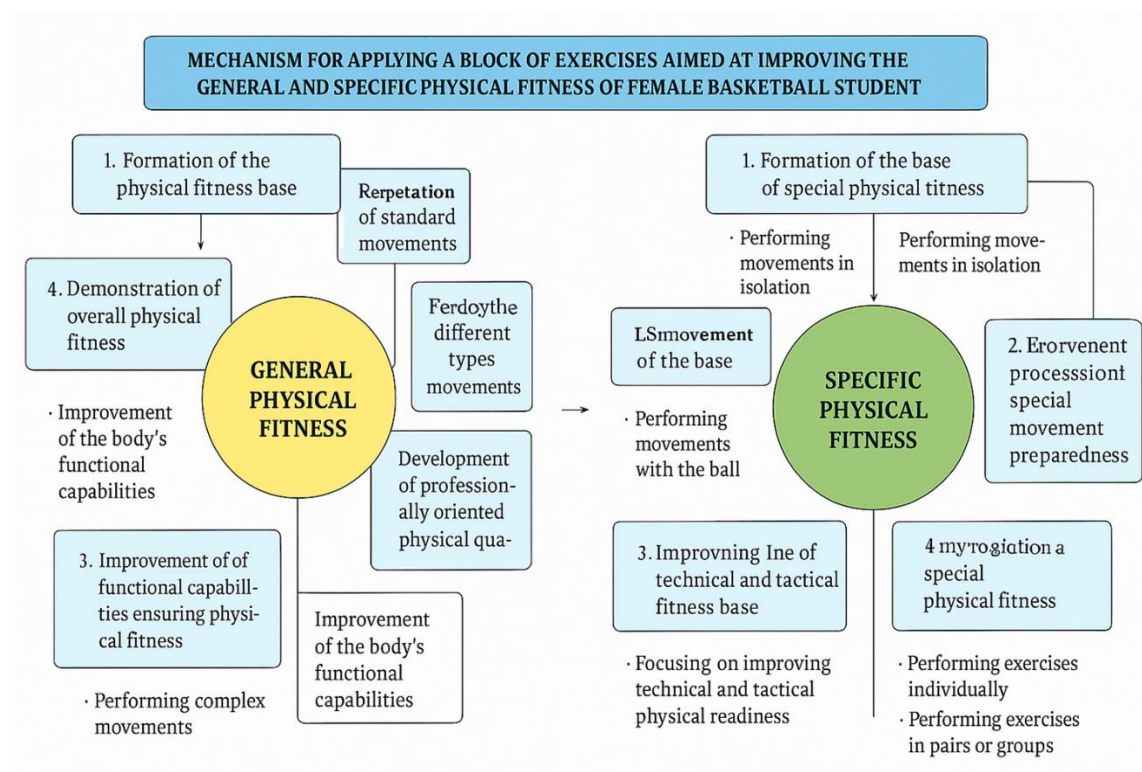 MECHANISM FOR APPLYING A BLOCK OF EXERCISES AIMED AT IMPROVING THE
GENERAL AND SPECIFIC PHYSICAL FITNESS OF FEMALE BASKETBALL STUDENT
1. Formation of the
physical fitness base
Rerpetation
of standard
movements
4. Demonstration of
overall physical
fitness
Ferdoythe
different
types
movements
GENERAL
PHYSICAL
FITNESS
· Improvement
of the body's
functional
capabilities
Development
of profession-
ally oriented
physical qua-
3. Improvement of of
functional capabill-
ties ensuring physi-
cal fitness
Improvement
of the body's
functional
capabilities
· Performing complex
movements
1. Formation of the base
of special physical titness
· Performing
movements in
isolation
Performing move-
ments in isolation
LSmovement
of the base
· Performing
movements
with the ball
SPECIFIC
PHYSICAL
FITNESS
2. Erorvenent
processsiont
special
movement
preparedness
3. Improvning Ine of
technical and tactical
fitness base
4
special
physical fitness
· Focusing on improving
technical and tactical
physical readiness
· Performing exercises
individually
· Performing exercises
in pairs or groups